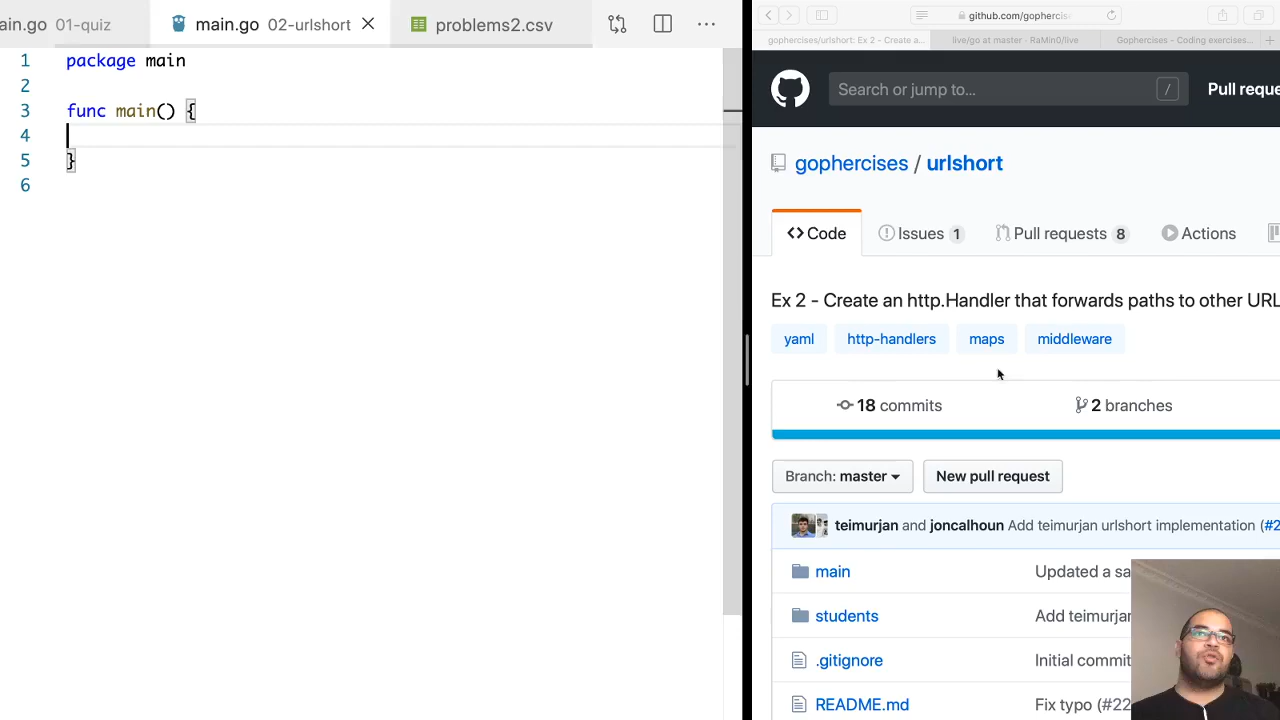 ain.go 01-quiz
main.go 02-urlshort
problems2.csv
1 package main
2
3 func main() {
4
5 }
6
github.com/gophercis
gophercises/urlshort: Ex 2 - Create a...
live/go at master · RaMin0/live
Gophercises - Coding exercises...
Search or jump to... /
Pull reque
gophercises / urlshort
Code
Issues 1
Pull requests 8
Actions
Ex 2 - Create an http.Handler that forwards paths to other URL
yaml http-handlers maps middleware
18 commits
2 branches
Branch: master
New pull request
teimurjan and joncalhoun Add teimurjan urlshort implementation (#2
main Updated a sa
students Add teimurjan
.gitignore Initial commit
README.md Fix typo (#22